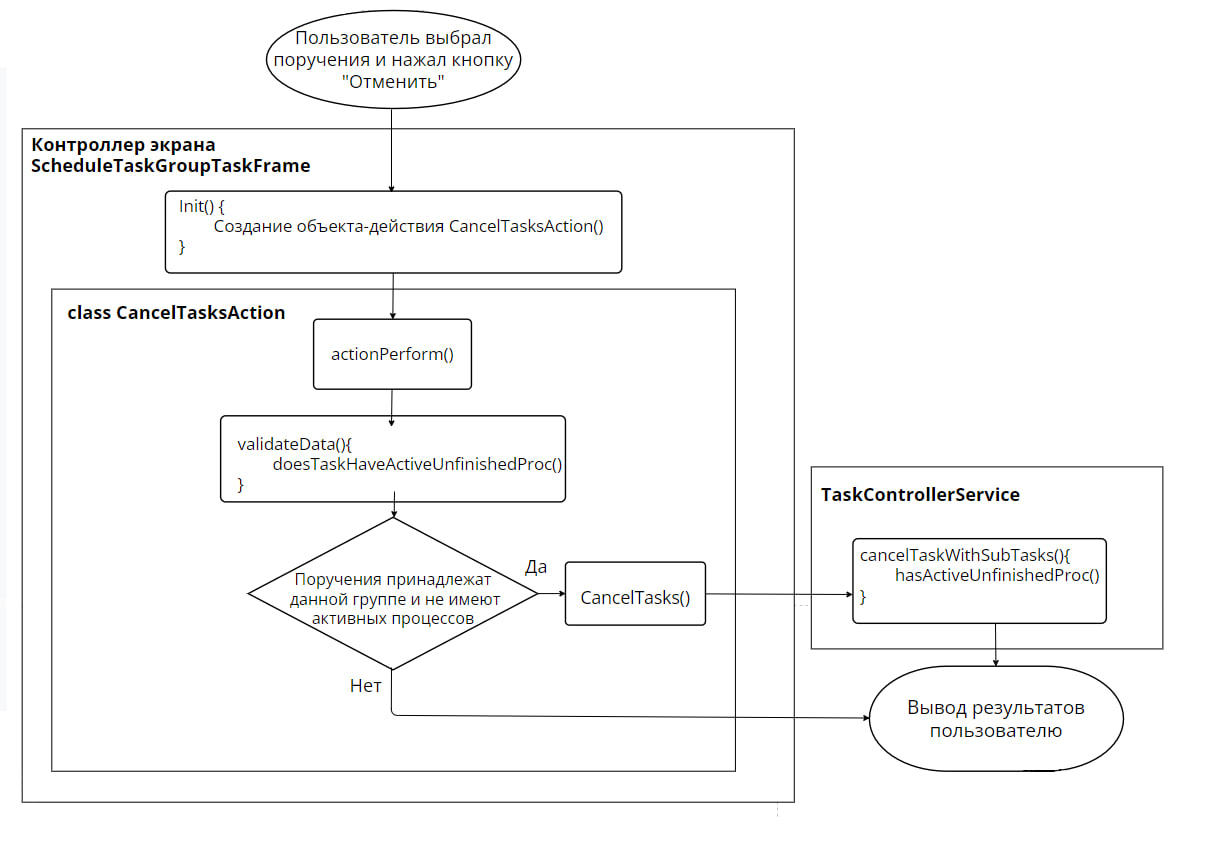 Пользователь выбрал
поручения и нажал кнопку
"Отменить"
Контроллер экрана
ScheduleTaskGroupTaskFrame
Init() {
Создание объекта-действия CancelTasksAction()
}
class CancelTasksAction
actionPerform()
validateData(){
doesTaskHaveActiveUnfinishedProc()
}
Поручения принадлежат
данной группе и не имеют
активных процессов
Да
CancelTasks()
TaskControllerService
cancelTaskWithSubTasks(){
hasActiveUnfinishedProc()
}
Нет
Вывод результатов
пользователю